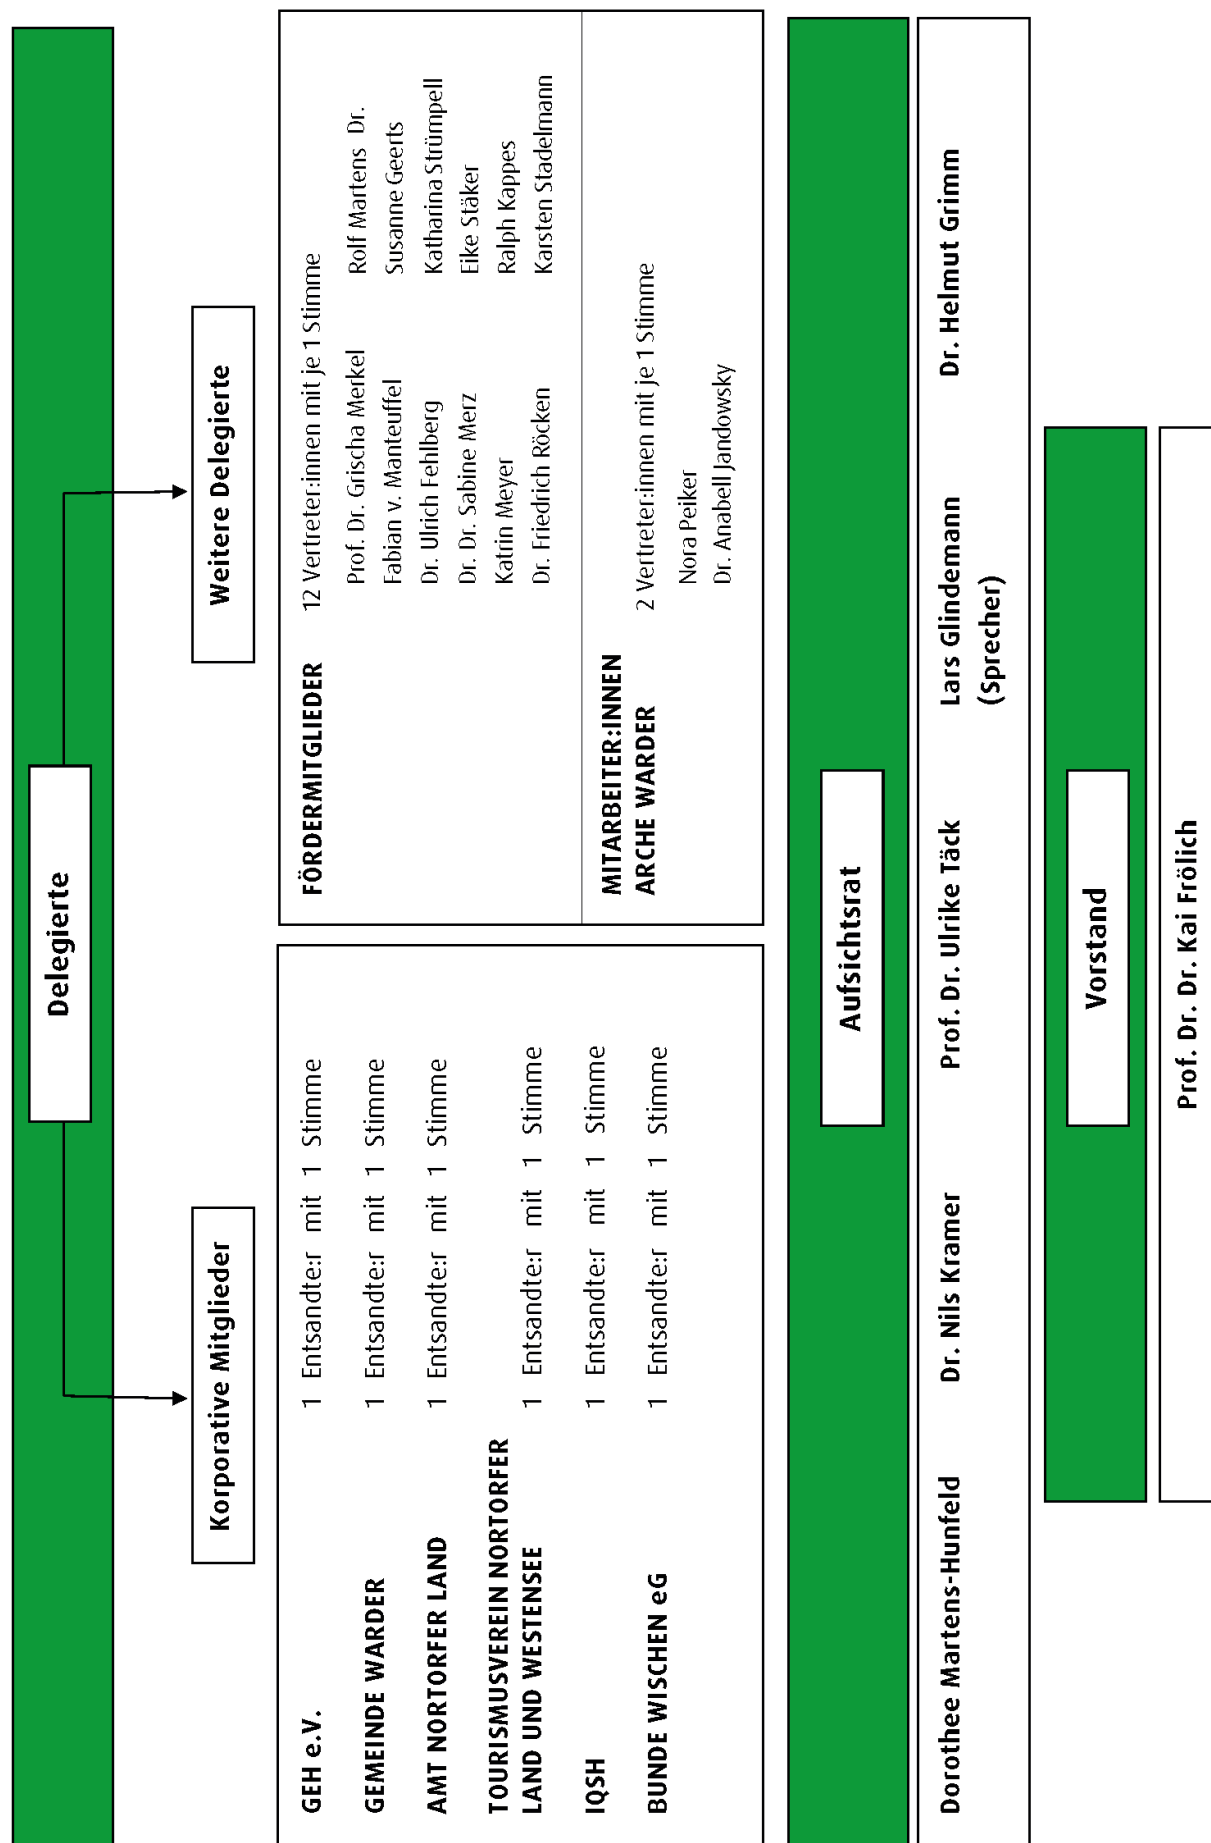 Delegierte
Korporative Mitglieder
Weitere Delegierte
GEH e.V. 1 Entsandte:r mit 1 Stimme
GEMEINDE WARDER 1 Entsandte:r mit 1 Stimme
AMT NORTORFER LAND 1 Entsandte:r mit 1 Stimme
TOURISMUSVEREIN NORTORFER
LAND UND WESTENSEE 1 Entsandte:r mit 1 Stimme
IQSH 1 Entsandte:r mit 1 Stimme
BUNDE WISCHEN eG 1 Entsandte:r mit 1 Stimme
FÖRDERMITGLIEDER 12 Vertreter:innen mit je 1 Stimme
Prof. Dr. Grischa Merkel Rolf Martens Dr.
Fabian v. Manteuffel Susanne Geerts
Dr. Ulrich Fehlberg Katharina Strümpell
Dr. Dr. Sabine Merz Eike Stäker
Katrin Meyer Ralph Kappes
Dr. Friedrich Röcken Karsten Stadelmann
MITARBEITER:INNEN
ARCHE WARDER 2 Vertreter:innen mit je 1 Stimme
Nora Peiker
Dr. Anabell Jandowsky
Aufsichtsrat
Dorothee Martens-Hunfeld Dr. Nils Kramer Prof. Dr. Ulrike Täck Lars Glindemann Dr. Helmut Grimm
(Sprecher)
Vorstand
Prof. Dr. Dr. Kai Frölich